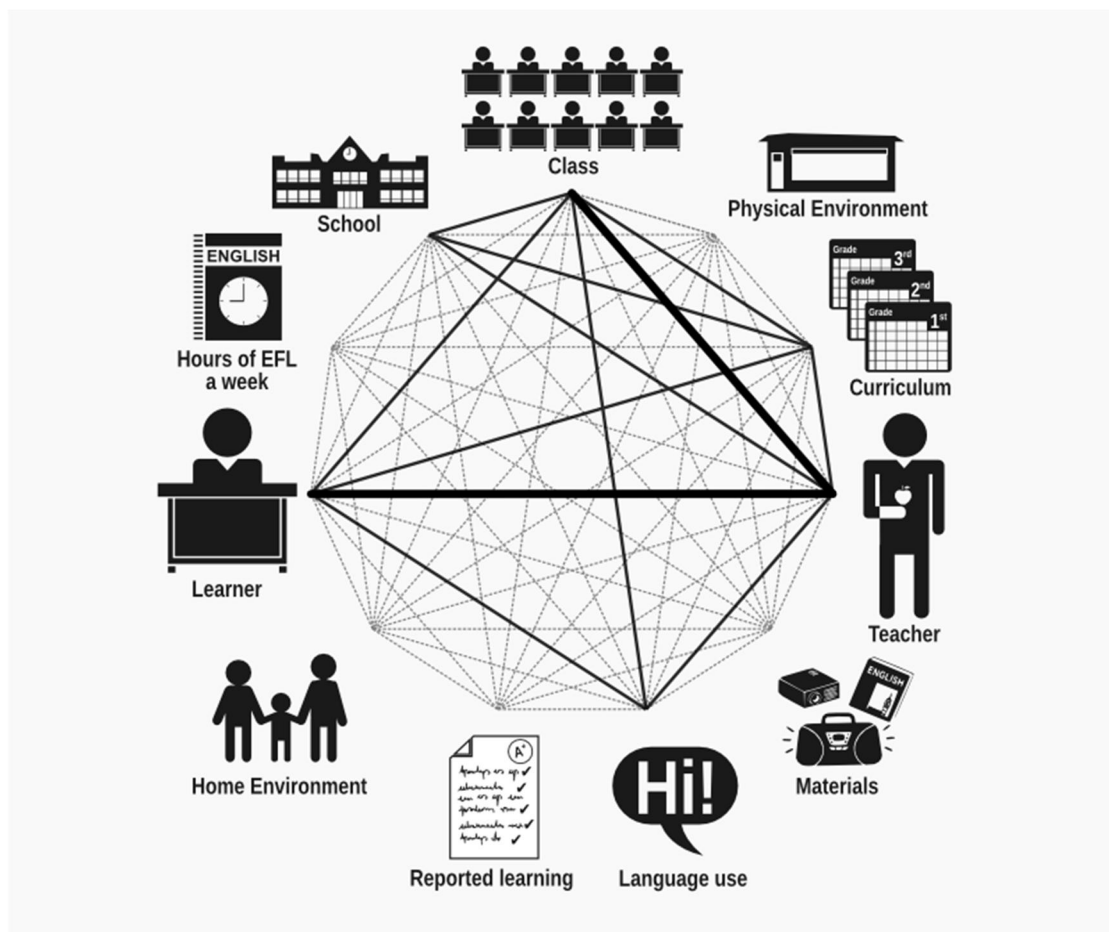 Class
School
Physical Environment
ENGLISH
Grade 3rd
Grade 2nd
Grade 1st
Hours of EFL
a week
Curriculum
Learner
Teacher
ENGLISH
Home Environment
Materials
A+
Hi!
Reported learning
Language use